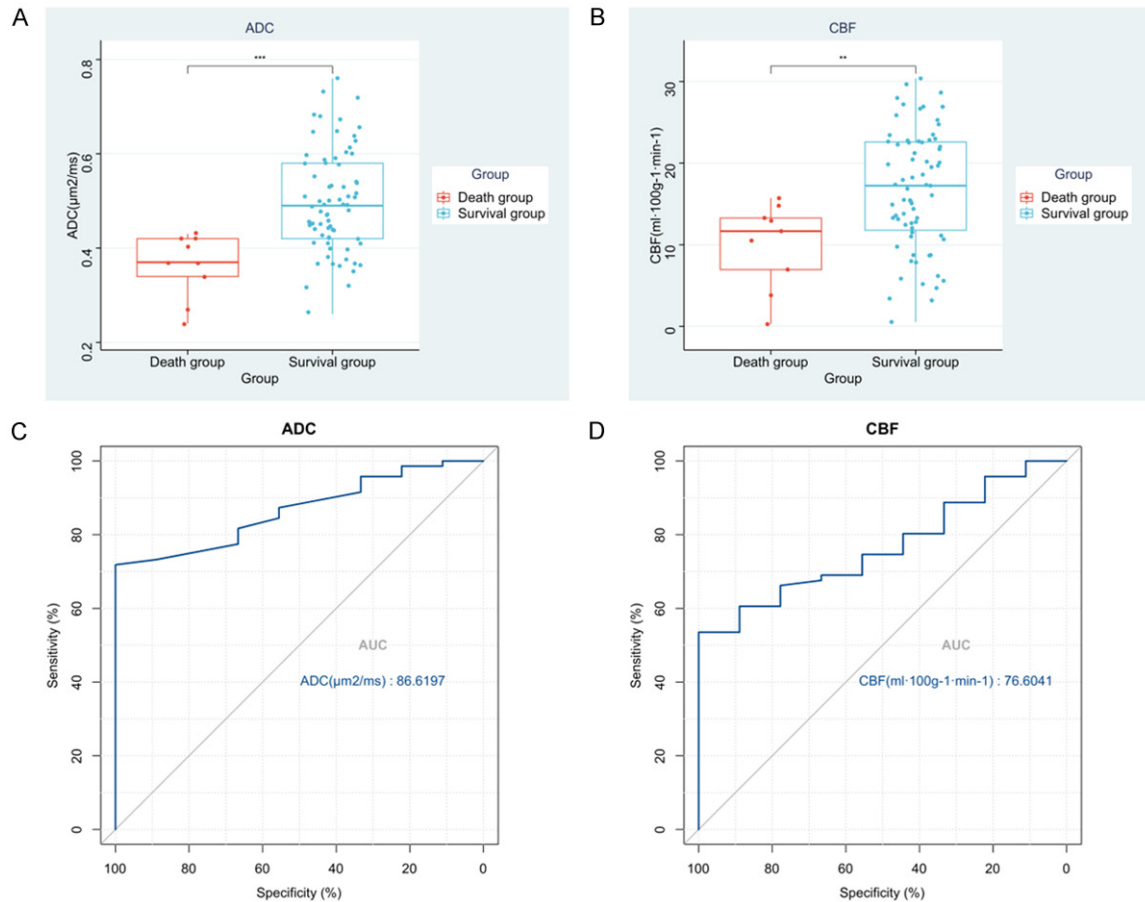 A
ADC
***
ADC(μm2/ms)
0.8
0.6
0.4
0.2
Death group
Survival group
Group
Group
Death group
Survival group
B
CBF
**
CBF(ml·100g-1·min-1)
30
20
10
0
Death group
Survival group
Group
Group
Death group
Survival group
C
ADC
Sensitivity (%)
100
80
60
40
20
0
AUC
ADC(μm2/ms) : 86.6197
100 80 60 40 20 0
Specificity (%)
D
CBF
Sensitivity (%)
100
80
60
40
20
0
AUC
CBF(ml·100g-1·min-1) : 76.6041
100 80 60 40 20 0
Specificity (%)